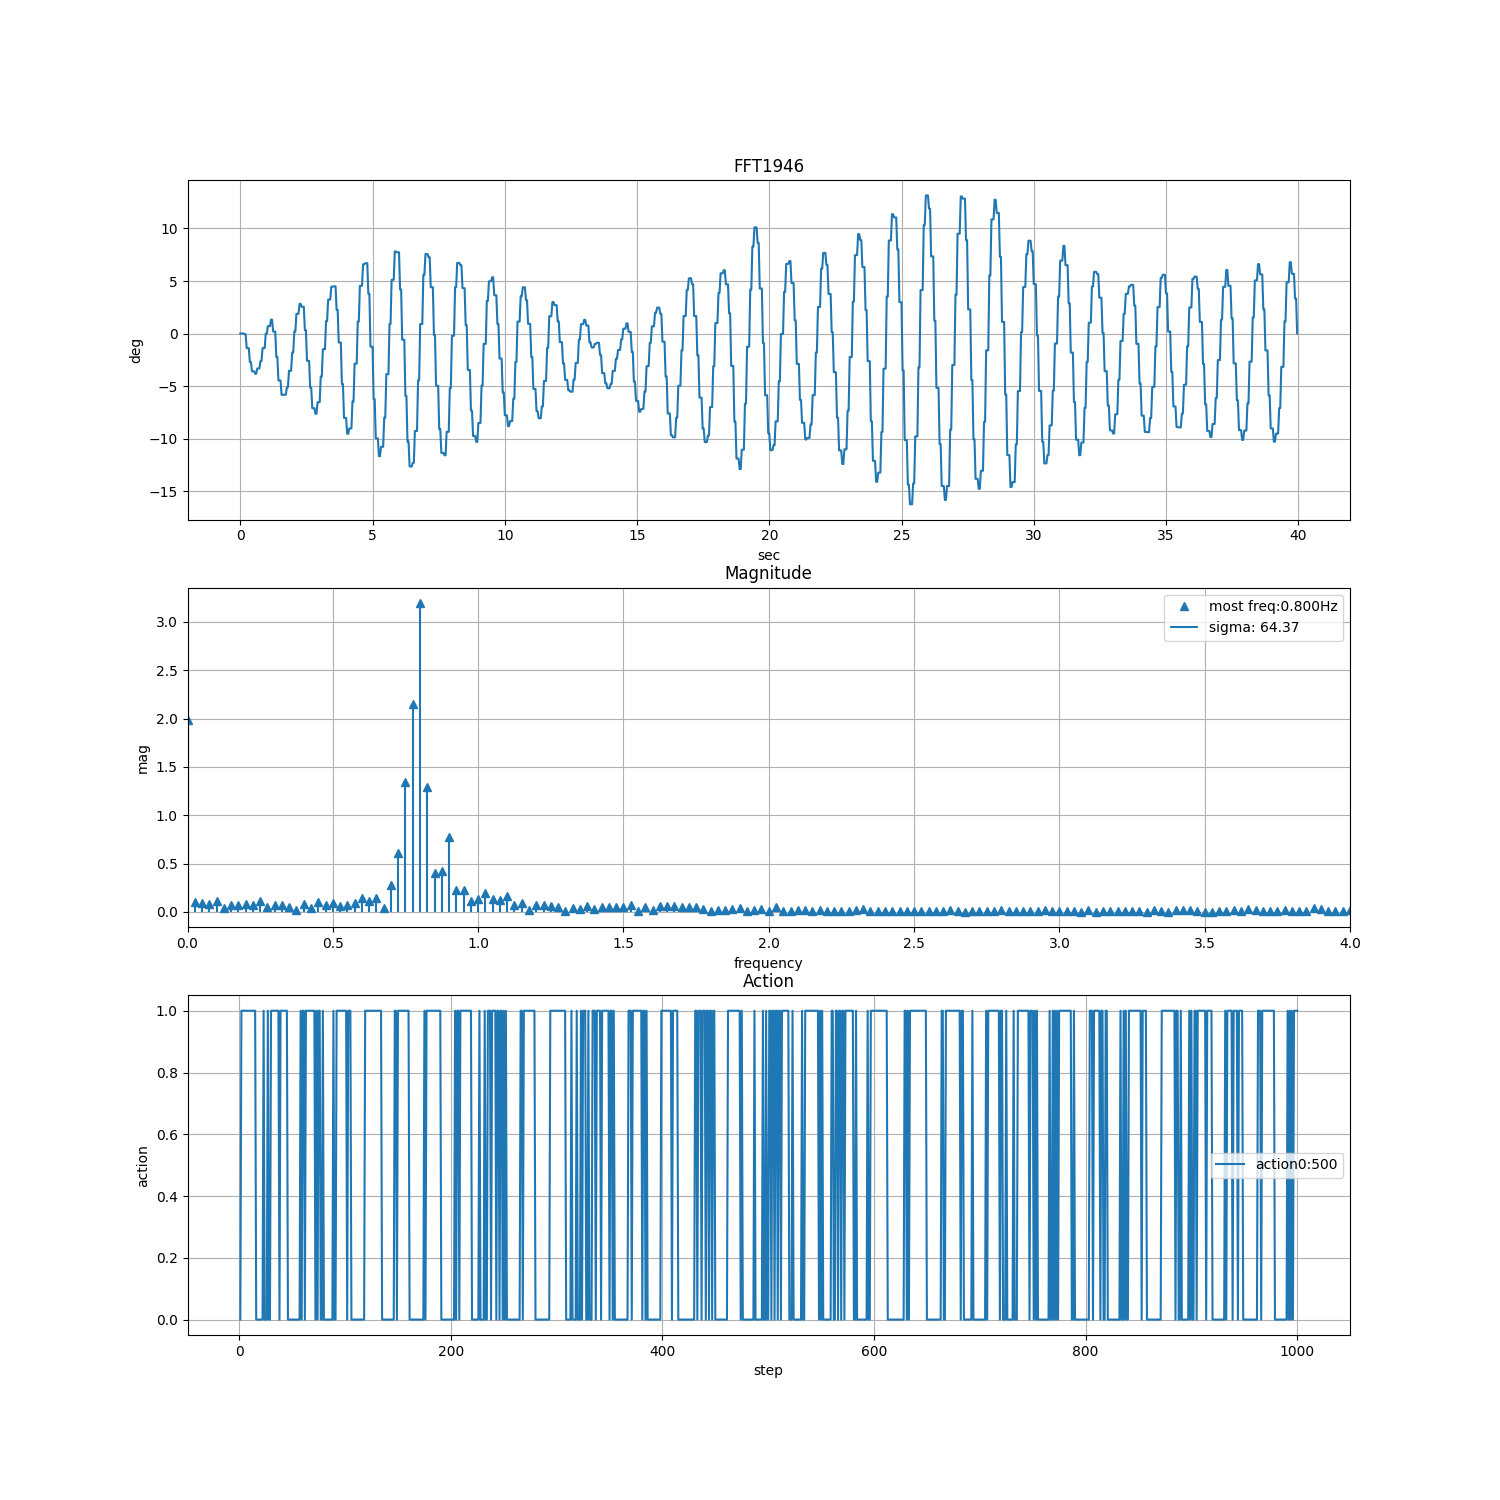 FFT1946
10
5
0
−5
−10
−15
deg
0 5 10 15 20 25 30 35 40
sec
Magnitude
3.0
2.5
2.0
1.5
1.0
0.5
0.0
mag
most freq:0.800Hz
sigma: 64.37
0.0 0.5 1.0 1.5 2.0 2.5 3.0 3.5 4.0
frequency
Action
1.0
0.8
0.6
0.4
0.2
0.0
action
action0:500
0 200 400 600 800 1000
step